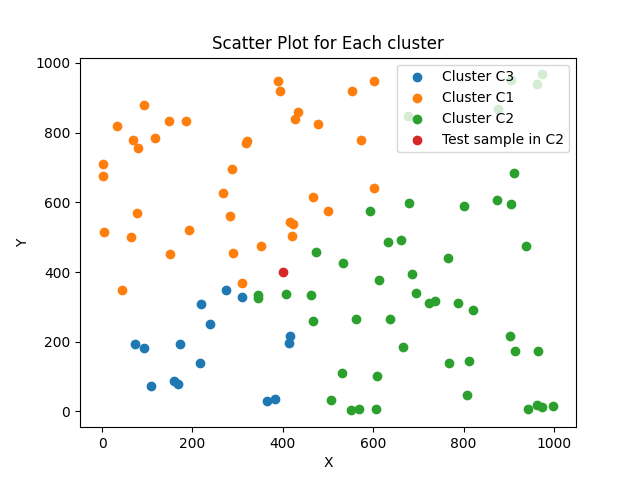 Scatter Plot for Each cluster
Cluster C3
Cluster C1
Cluster C2
Test sample in C2
Y
1000
800
600
400
200
0
0 200 400 600 800 1000
X